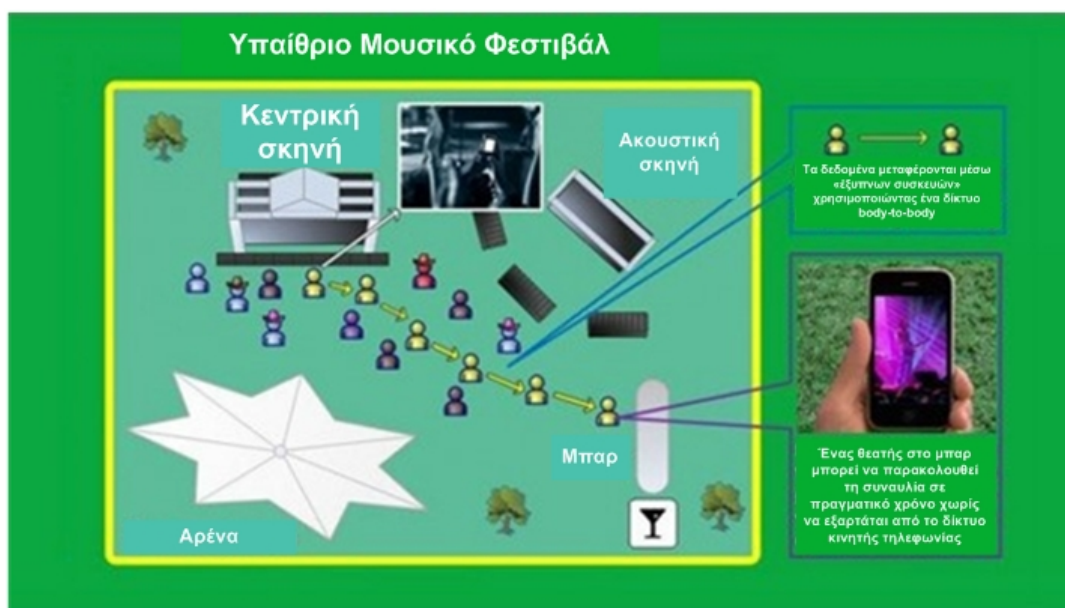 Υπαίθριο Μουσικό Φεστιβάλ
Κεντρική
σκηνή
Ακουστική
σκηνή
Τα δεδομένα μεταφέρονται μέσω
«έξυπνων συσκευών»
χρησιμοποιώντας ένα δίκτυο
body-to-body
Μπαρ
Αρένα
Ένας θεατής στο μπαρ
μπορεί να παρακολουθεί
τη συναυλία σε
πραγματικό χρόνο χωρίς
να εξαρτάται από το δίκτυο
κινητής τηλεφωνίας